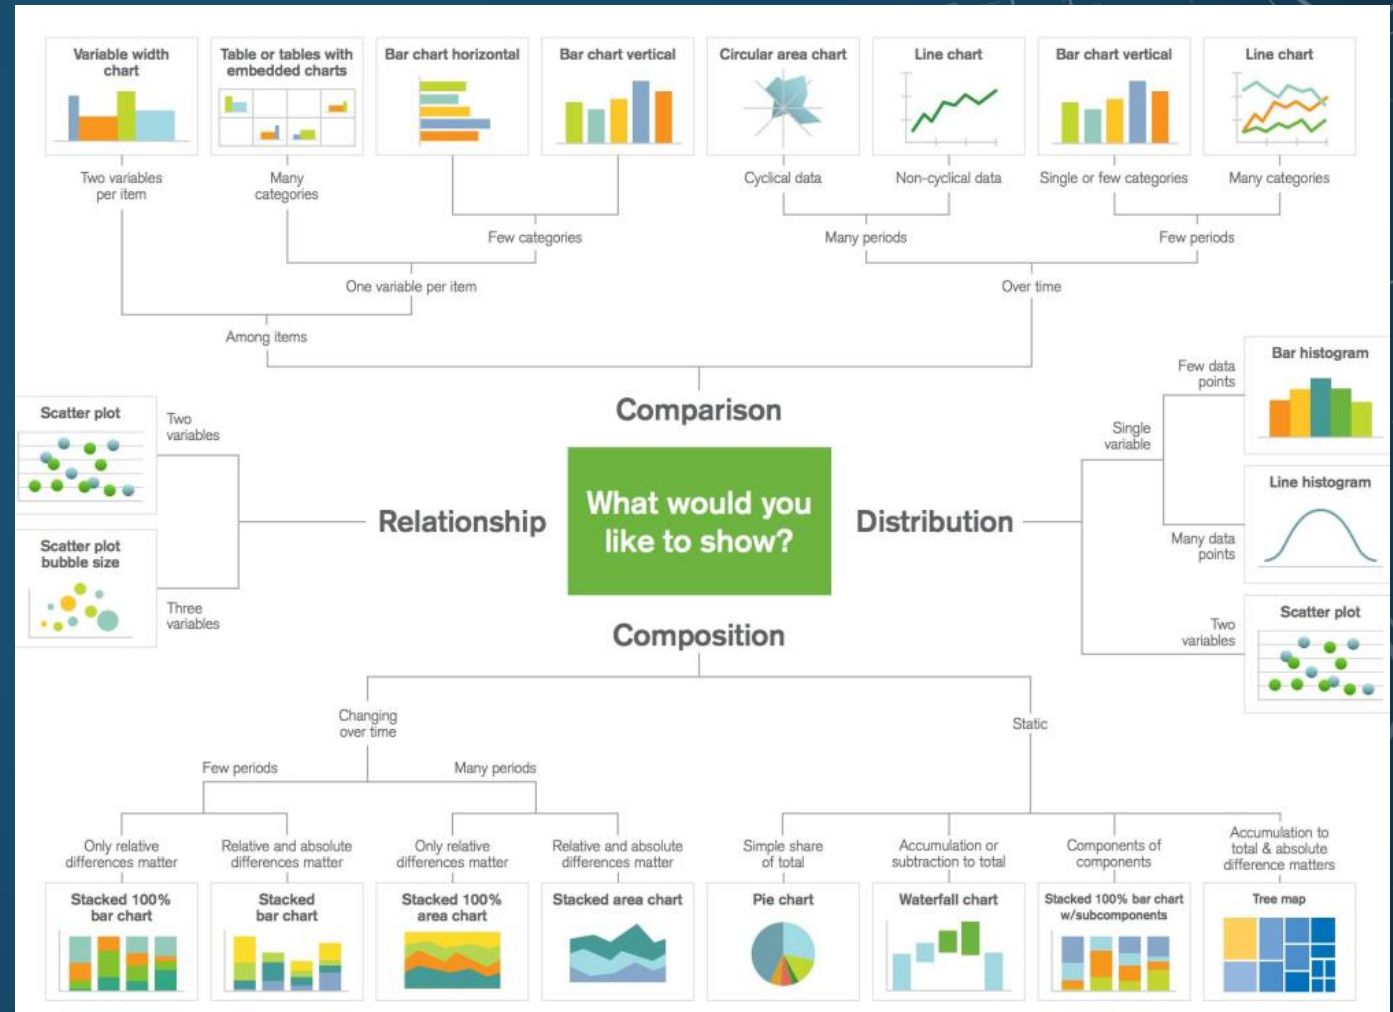 Variable width
chart
Table or tables with
embedded charts
Bar chart horizontal
Bar chart vertical
Circular area chart
Line chart
Bar chart vertical
Line chart
Two variables
per item
Many
categories
Cyclical data
Non-cyclical data
Single or few categories
Many categories
Few categories
Many periods
Few periods
One variable per item
Over time
Among items
Comparison
Scatter plot
Two
variables
Scatter plot
bubble size
Three
variables
Relationship
What would you
like to show?
Distribution
Single
variable
Few data
points
Bar histogram
Many data
points
Line histogram
Two
variables
Scatter plot
Composition
Changing
over time
Static
Few periods
Many periods
Only relative
differences matter
Relative and absolute
differences matter
Only relative
differences matter
Relative and absolute
differences matter
Simple share
of total
Accumulation or
subtraction to total
Components of
components
Accumulation to
total & absolute
difference matters
Stacked 100%
bar chart
Stacked
bar chart
Stacked 100%
area chart
Stacked area chart
Pie chart
Waterfall chart
Stacked 100% bar chart
w/subcomponents
Tree map